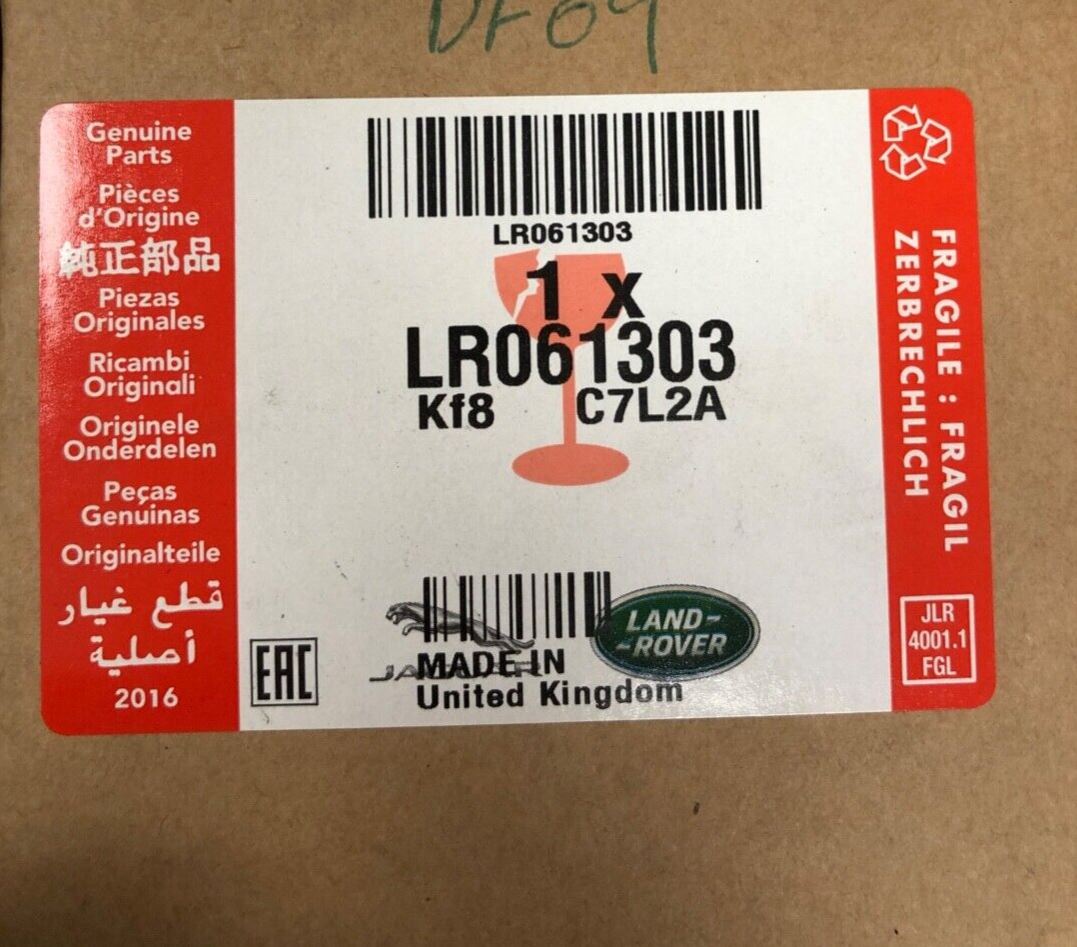 DF09
Genuine
Parts
Pièces
d'Origine
純正部品
Piezas
Originales
Ricambi
Originali
Originele
Onderdelen
Peças
Genuínas
Originalteile
قطع غيار
أصلية
2016
LR061303
1 x
LR061303
Kf8 C7L2A
EAC
JAGUAR
LAND-
-ROVER
MADE IN
United Kingdom
FRAGILE : FRAGIL
ZERBRECHLICH
JLR
4001.1
FGL